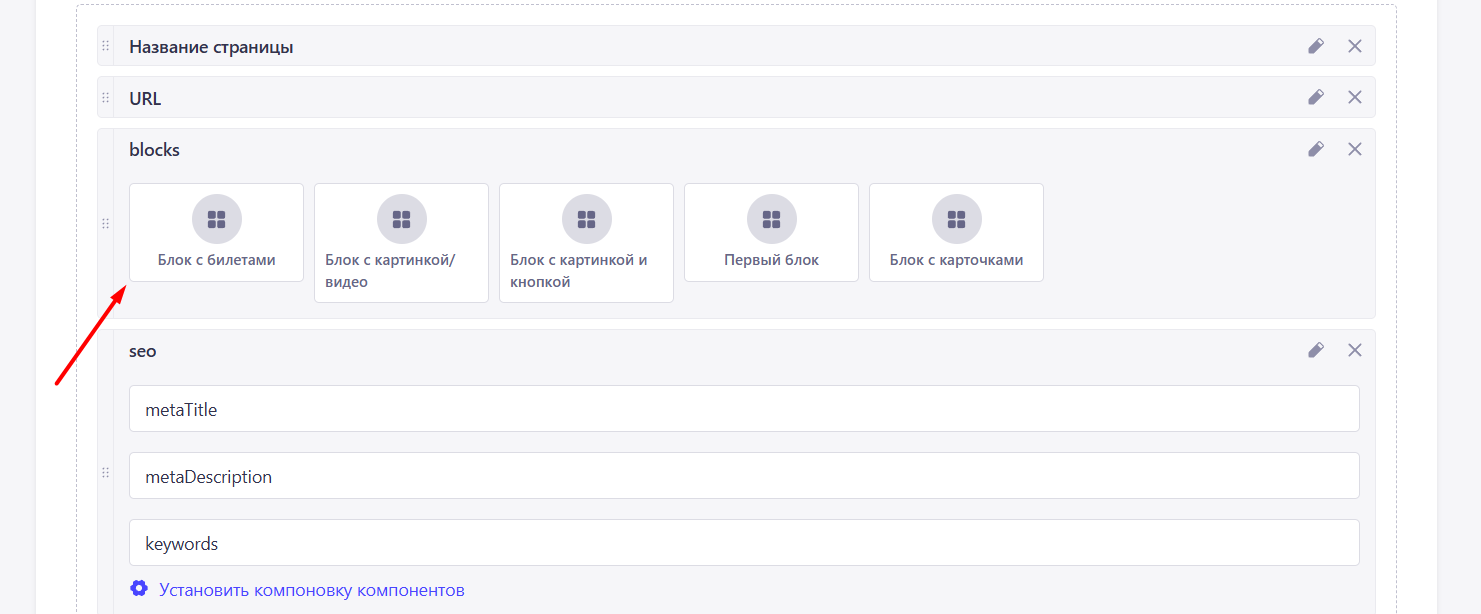 Название страницы
URL
blocks
Блок с билетами
Блок с картинкой/
видео
Блок с картинкой и
кнопкой
Первый блок
Блок с карточками
seo
metaTitle
metaDescription
keywords
Установить компоновку компонентов